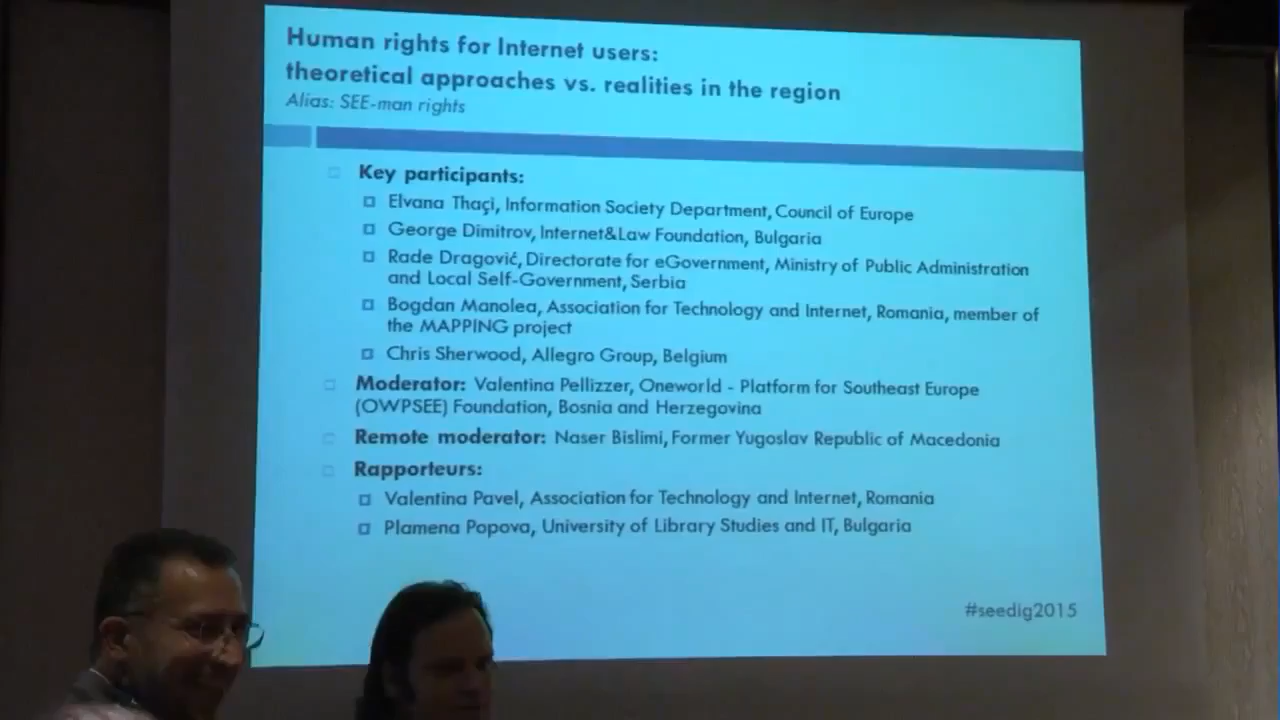 Human rights for Internet users:
theoretical approaches vs. realities in the region
Alias: SEE-man rights
Key participants:
Elvana Thaçi, Information Society Department, Council of Europe
George Dimitrov, Internet&Law Foundation, Bulgaria
Rade Dragović, Directorate for eGovernment, Ministry of Public Administration
and Local Self-Government, Serbia
Bogdan Manolea, Association for Technology and Internet, Romania, member of
the MAPPING project
Chris Sherwood, Allegro Group, Belgium
Moderator: Valentina Pellizzer, Oneworld - Platform for Southeast Europe
(OWPSEE) Foundation, Bosnia and Herzegovina
Remote moderator: Naser Bislimi, Former Yugoslav Republic of Macedonia
Rapporteurs:
Valentina Pavel, Association for Technology and Internet, Romania
Plamena Popova, University of Library Studies and IT, Bulgaria
#seedig2015